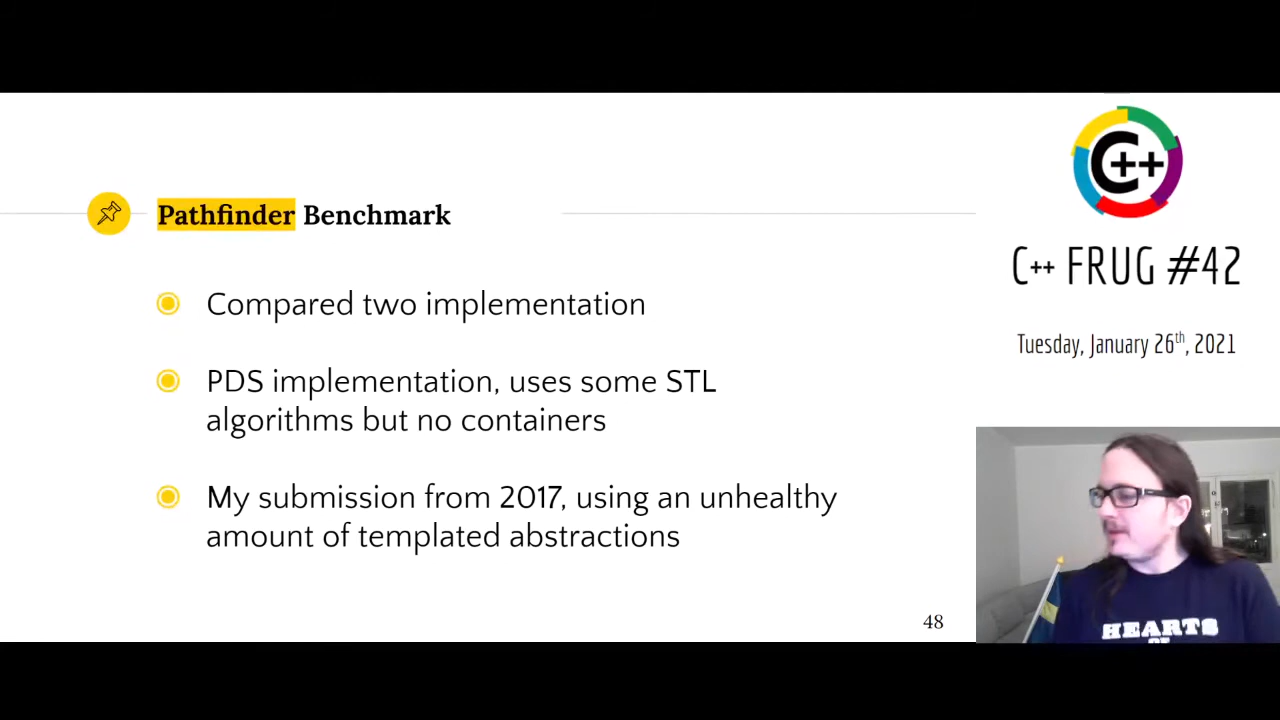 Pathfinder Benchmark
Compared two implementation
PDS implementation, uses some STL
algorithms but no containers
My submission from 2017, using an unhealthy
amount of templated abstractions
48
C++
C++ FRUG #42
Tuesday, January 26th, 2021
HEARTS
OF